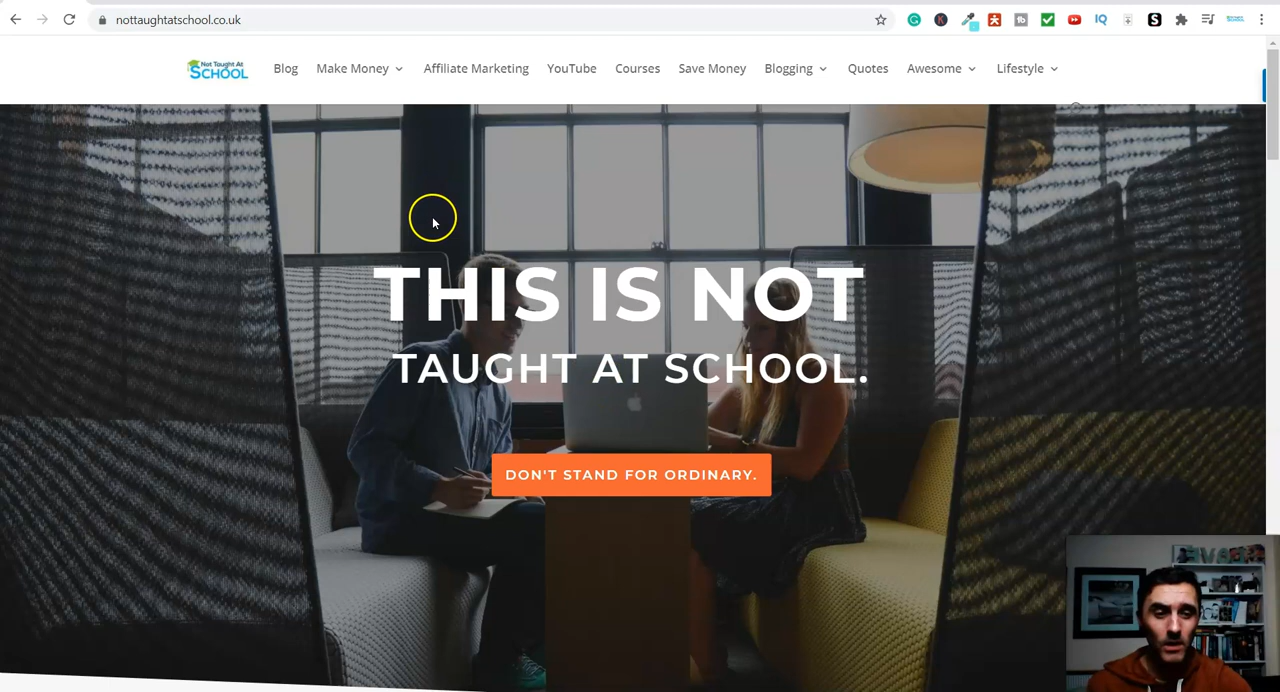 nottaughtatschool.co.uk
Not Taught At
SCHOOL
Blog
Make Money
Affiliate Marketing
YouTube
Courses
Save Money
Blogging
Quotes
Awesome
Lifestyle
THIS IS NOT
TAUGHT AT SCHOOL.
DON'T STAND FOR ORDINARY.